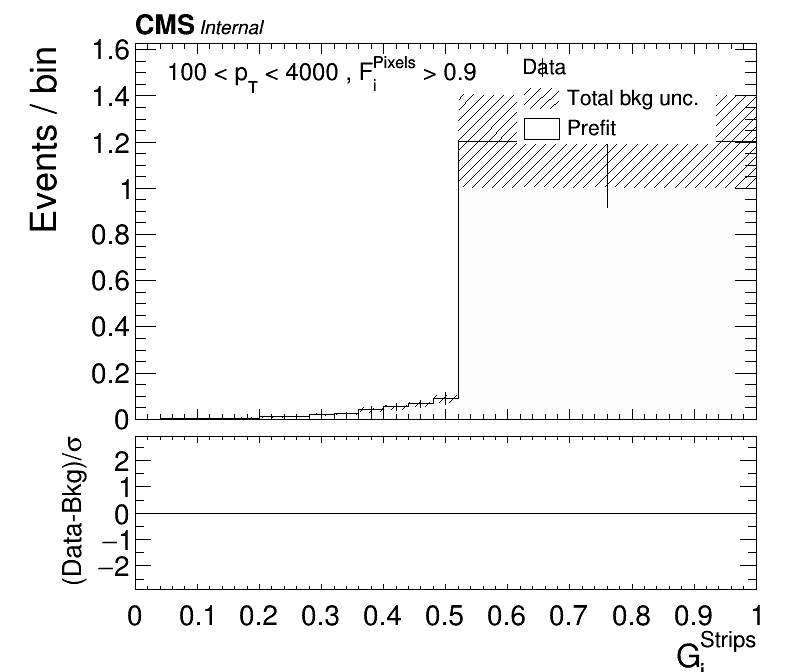 CMS Internal
100 < p_T < 4000 , F_i^Pixels > 0.9
Data
Total bkg unc.
Prefit
Events / bin
1.6
1.4
1.2
1
0.8
0.6
0.4
0.2
0
(Data-Bkg)/σ
2
1
0
−1
−2
0 0.1 0.2 0.3 0.4 0.5 0.6 0.7 0.8 0.9 1
G_i^Strips